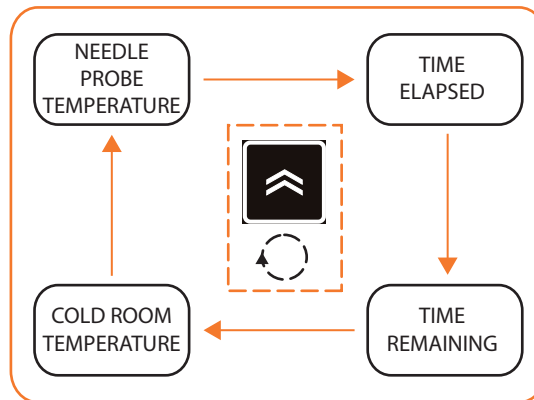 NEEDLE
PROBE
TEMPERATURE
TIME
ELAPSED
COLD ROOM
TEMPERATURE
TIME
REMAINING